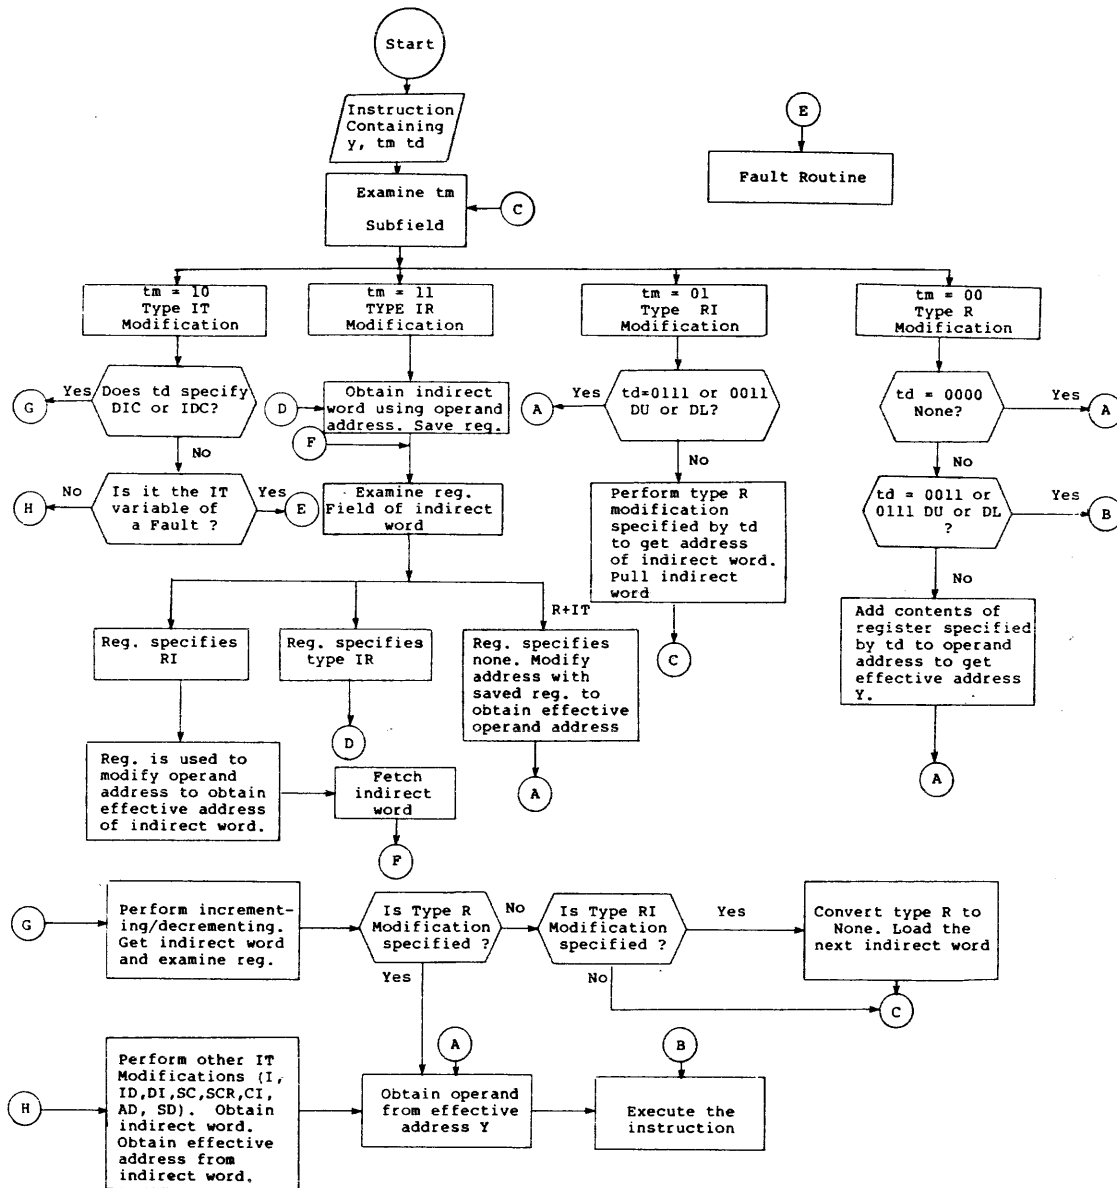 Start
Instruction
Containing
y, tm td
E
Fault Routine
Examine tm
Subfield
C
tm = 10
Type IT
Modification
tm = 11
TYPE IR
Modification
tm = 01
Type RI
Modification
tm = 00
Type R
Modification
G
Yes
Does td specify
DIC or IDC?
No
D
Obtain indirect
word using operand
address. Save reg.
F
A
Yes
td=0111 or 0011
DU or DL?
No
td = 0000
None?
Yes
A
No
H
No
Is it the IT
variable of
a Fault ?
Yes
E
Examine reg.
Field of indirect
word
Perform type R
modification
specified by td
to get address
of indirect word.
Pull indirect
word
C
td = 0011 or
0111 DU or DL
?
Yes
B
No
Reg. specifies
RI
Reg. specifies
type IR
D
R+IT
Reg. specifies
none. Modify
address with
saved reg. to
obtain effective
operand address
A
Add contents of
register specified
by td to operand
address to get
effective address
Y.
A
Reg. is used to
modify operand
address to obtain
effective address
of indirect word.
Fetch
indirect
word
F
G
Perform increment-
ing/decrementing.
Get indirect word
and examine reg.
Is Type R
Modification
specified ?
No
Yes
Is Type RI
Modification
specified ?
Yes
No
Convert type R to
None. Load the
next indirect word
C
H
Perform other IT
Modifications (I,
ID,DI,SC,SCR,CI,
AD, SD). Obtain
indirect word.
Obtain effective
address from
indirect word.
A
Obtain operand
from effective
address Y
B
Execute the
instruction